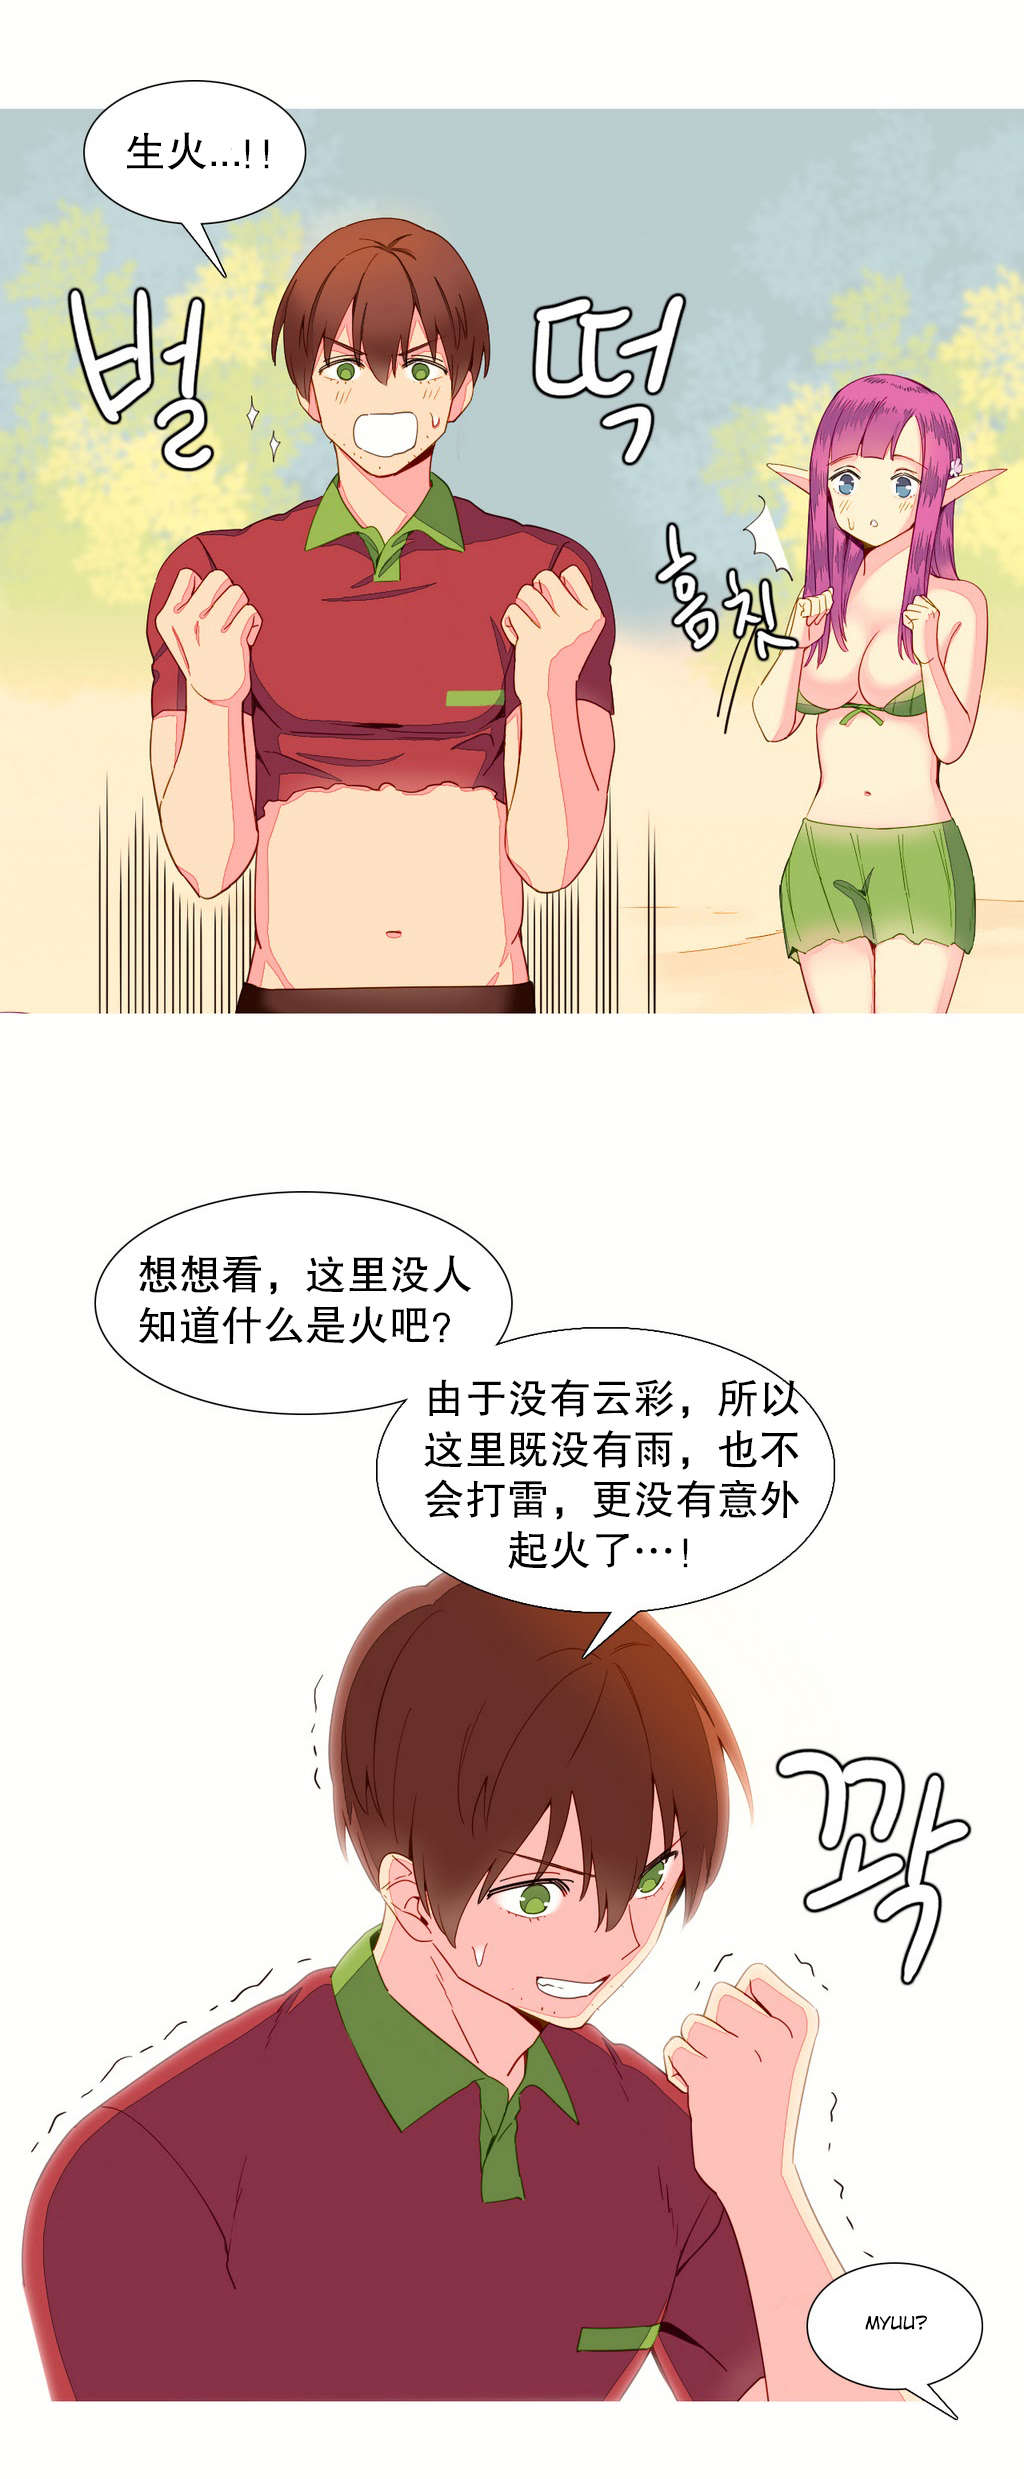 生火...!!
벌
떡
흠칫
想想看，这里没人
知道什么是火吧？
由于没有云彩，所以
这里既没有雨，也不
会打雷，更没有意外
起火了…！
꽉
MYUU?